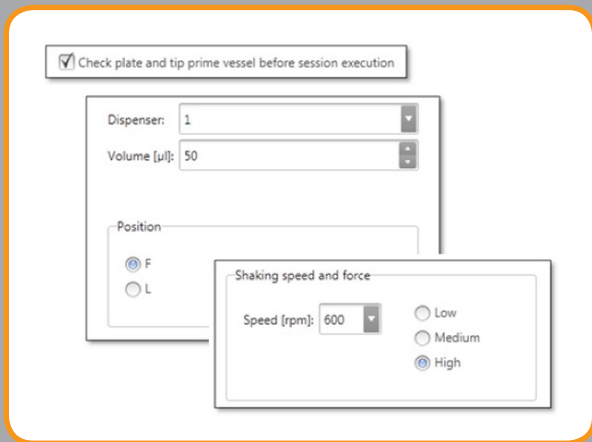 Check plate and tip prime vessel before session execution
Dispenser: 1
Volume [µl]: 50
Position
F
L
Shaking speed and force
Speed [rpm]: 600
Low
Medium
High